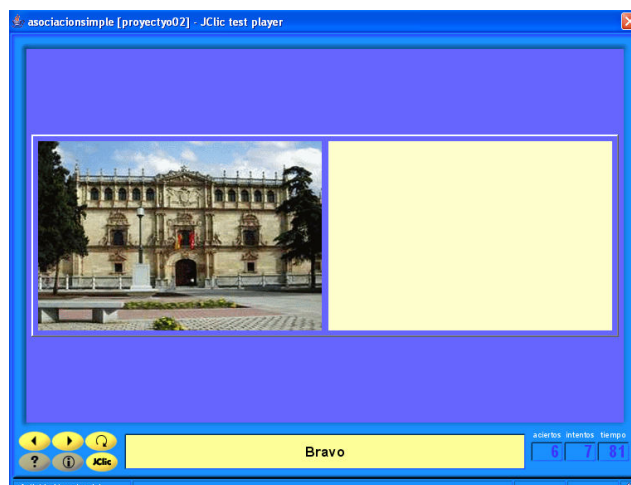 asociacionsimple [proyectyo02] - JClic test player
aciertos intentos tiempo
Bravo
6 7 81
? i JClic